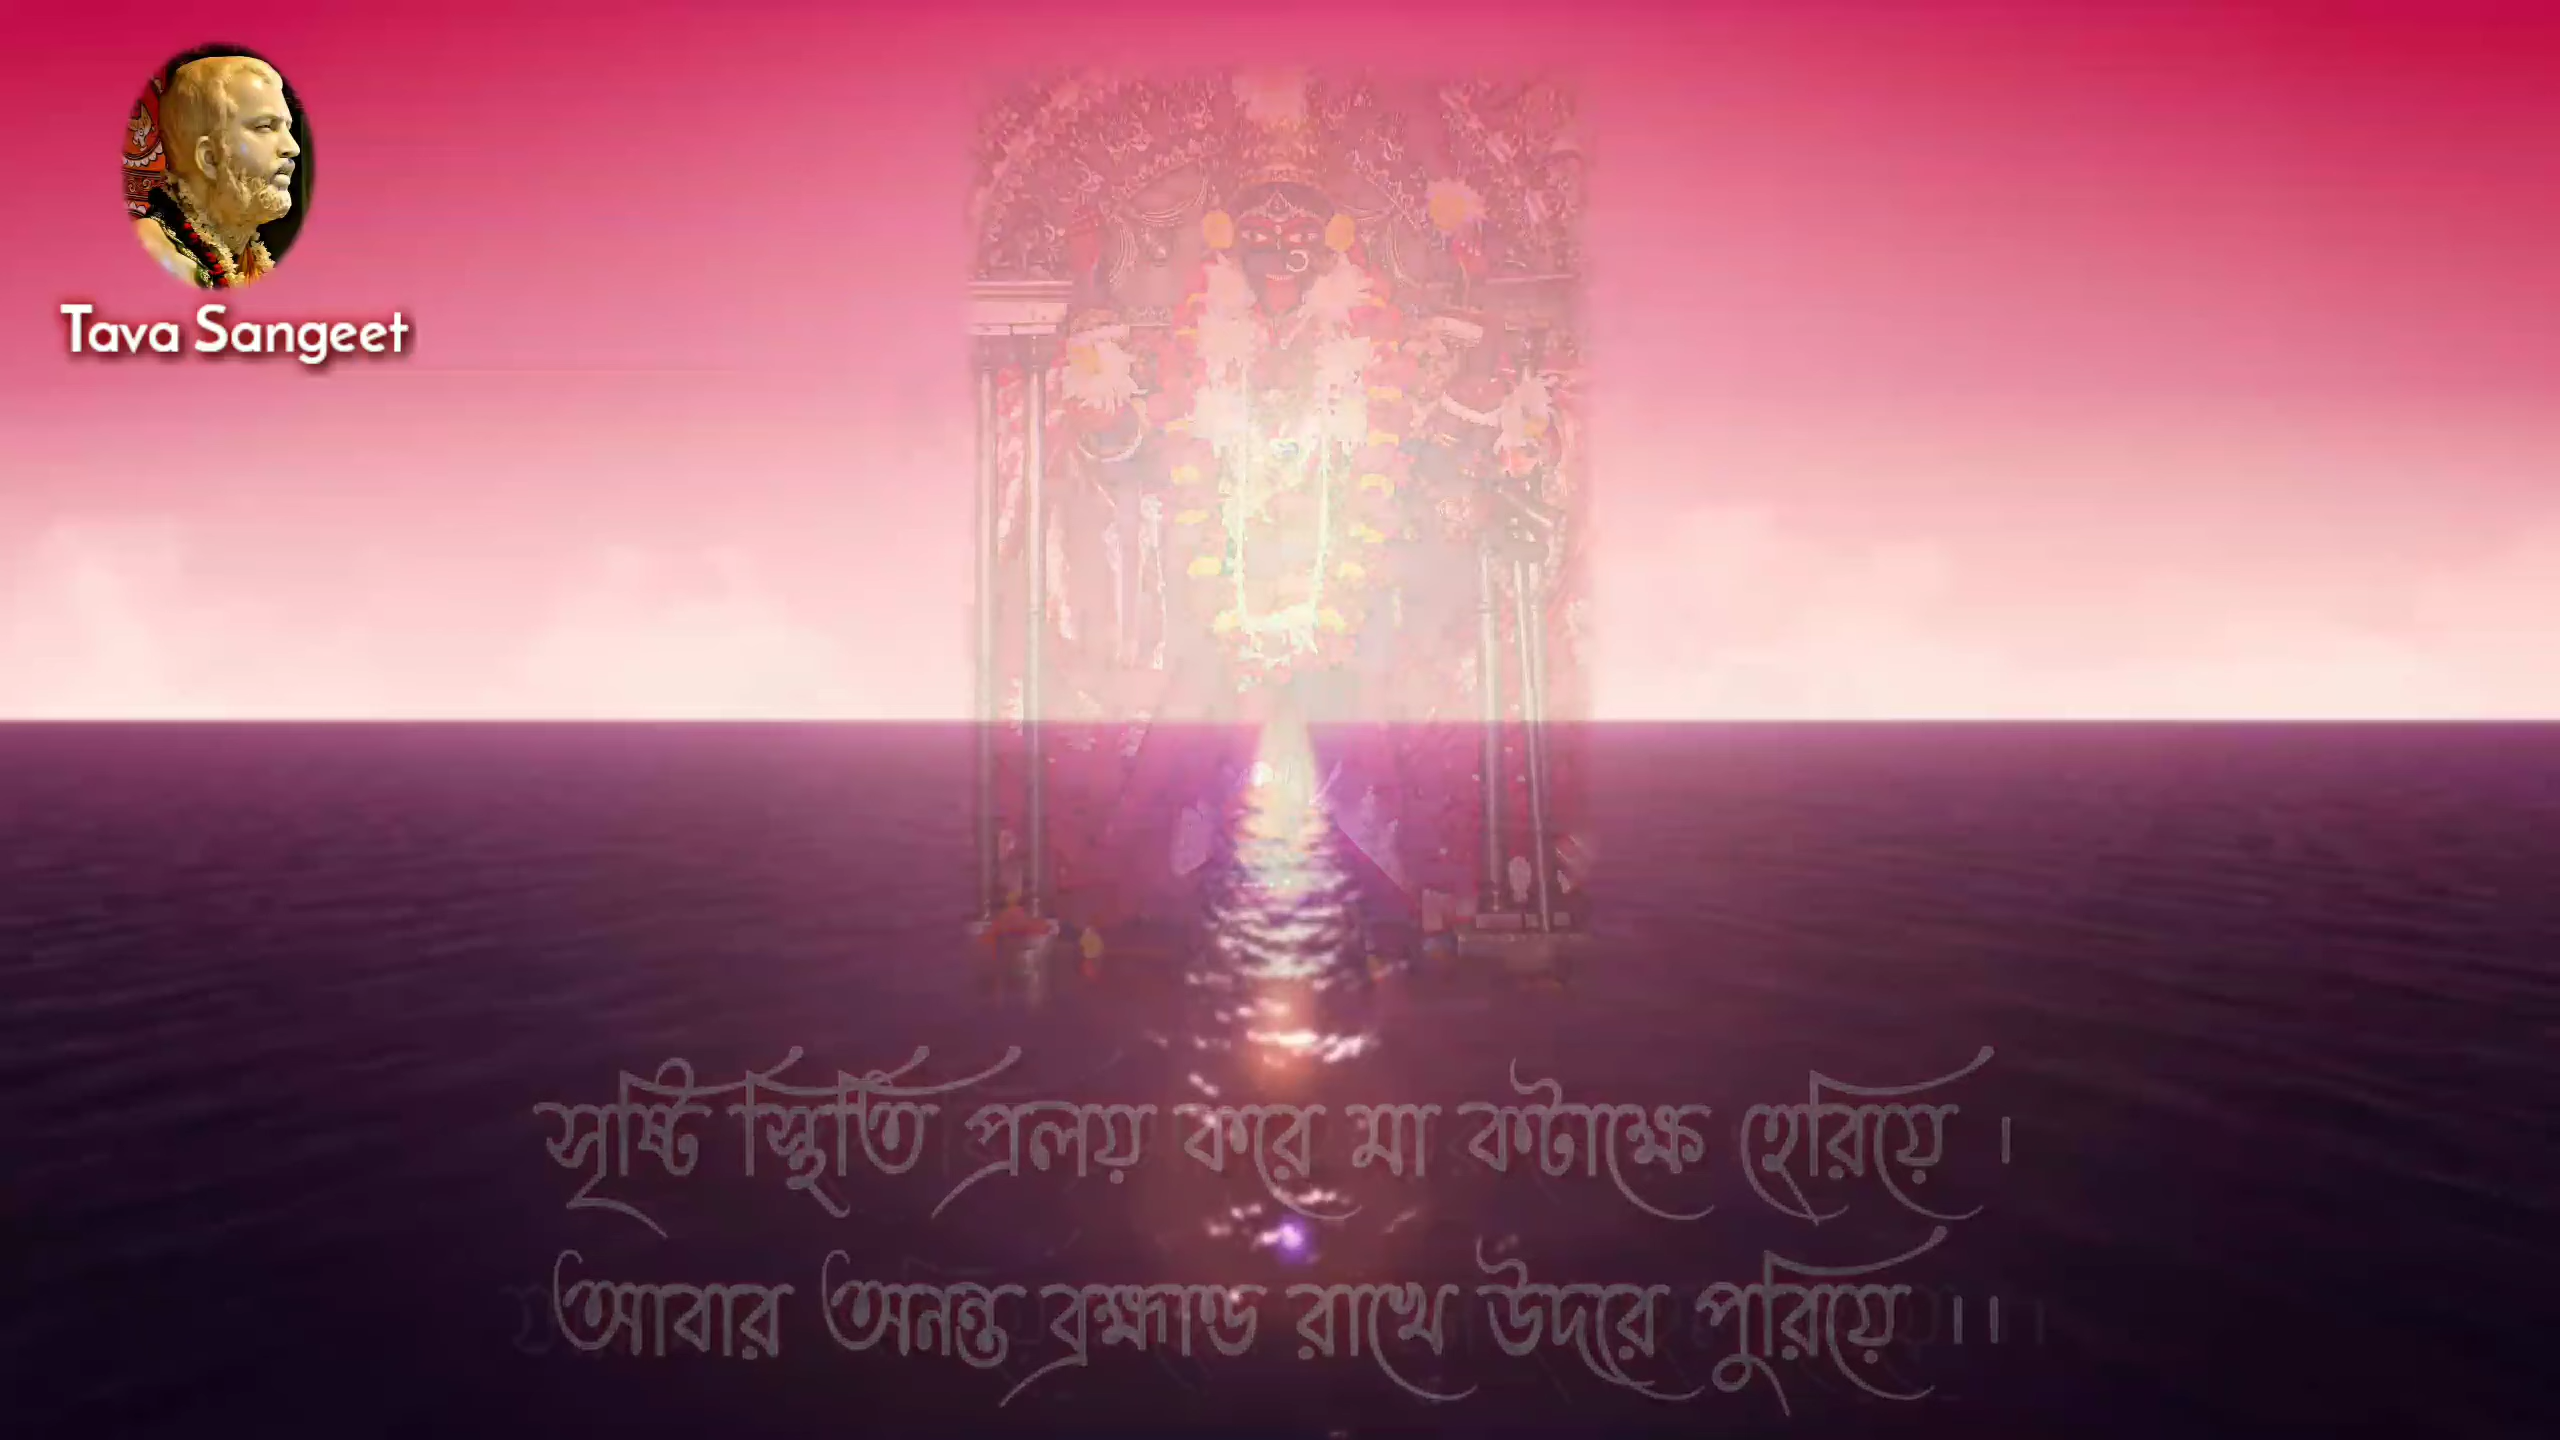 Tava Sangeet
সৃষ্টি স্থিতি প্রলয় করে মা কটাক্ষে হেরিয়ে ।
আবার অনন্ত ব্রহ্মাণ্ড রাখে উদরে পুরিয়ে ।।